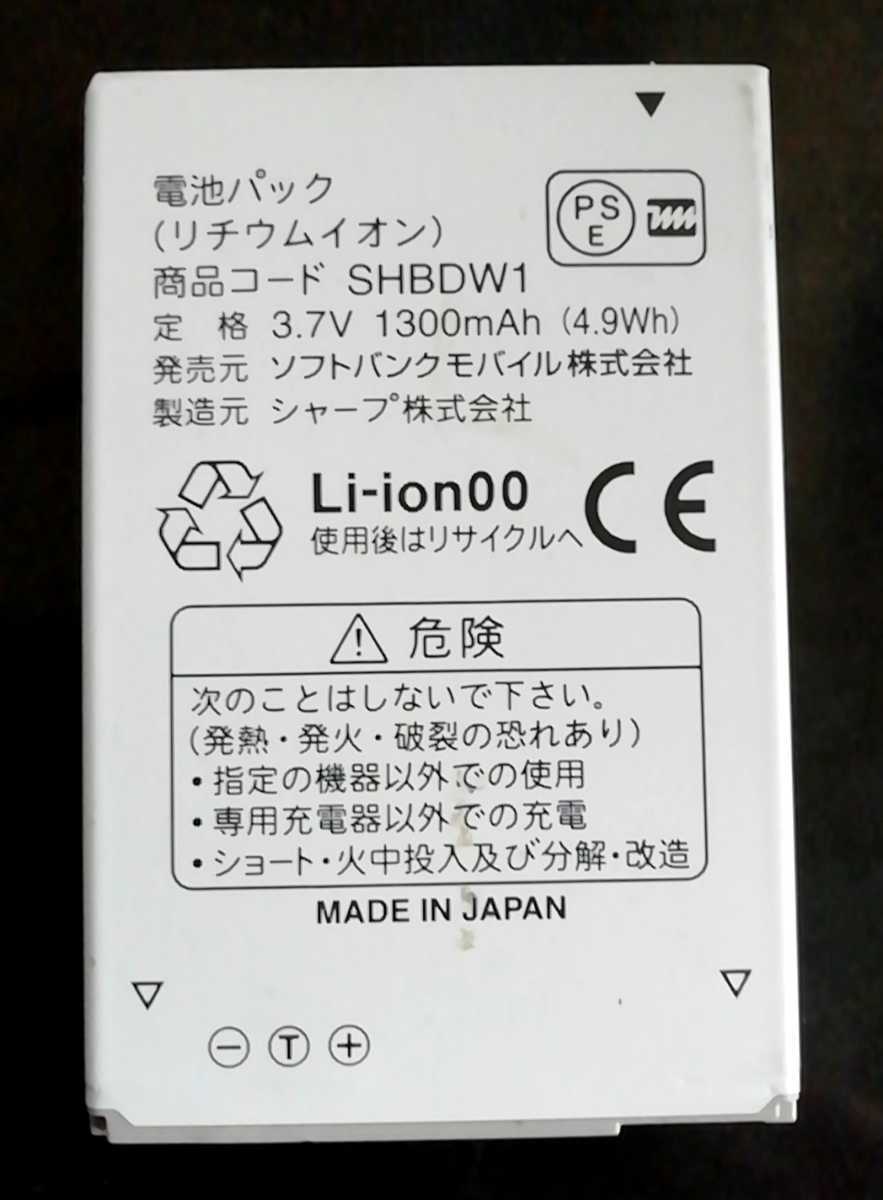 電池パック
(リチウムイオン)
商品コード SHBDW1
定 格 3.7V 1300mAh (4.9Wh)
発売元 ソフトバンクモバイル株式会社
製造元 シャープ株式会社
PS
E
Li-ion00
使用後はリサイクルへ
CE
危険
次のことはしないで下さい。
(発熱・発火・破裂の恐れあり)
・指定の機器以外での使用
・専用充電器以外での充電
・ショート・火中投入及び分解・改造
MADE IN JAPAN
− T +